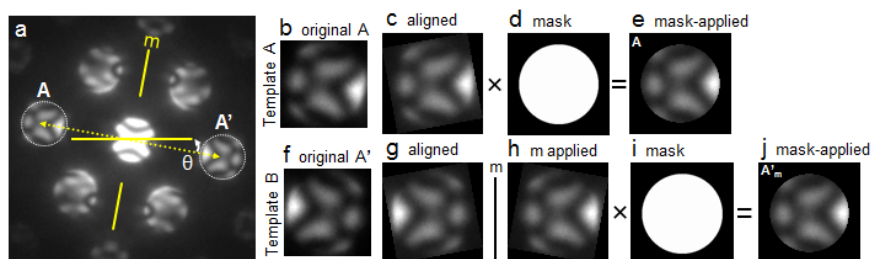 a
m
A
A'
θ
Template A
b original A
c aligned
×
d mask
=
e mask-applied
A
Template B
f original A'
g aligned
m
h m applied
×
i mask
=
j mask-applied
A'm